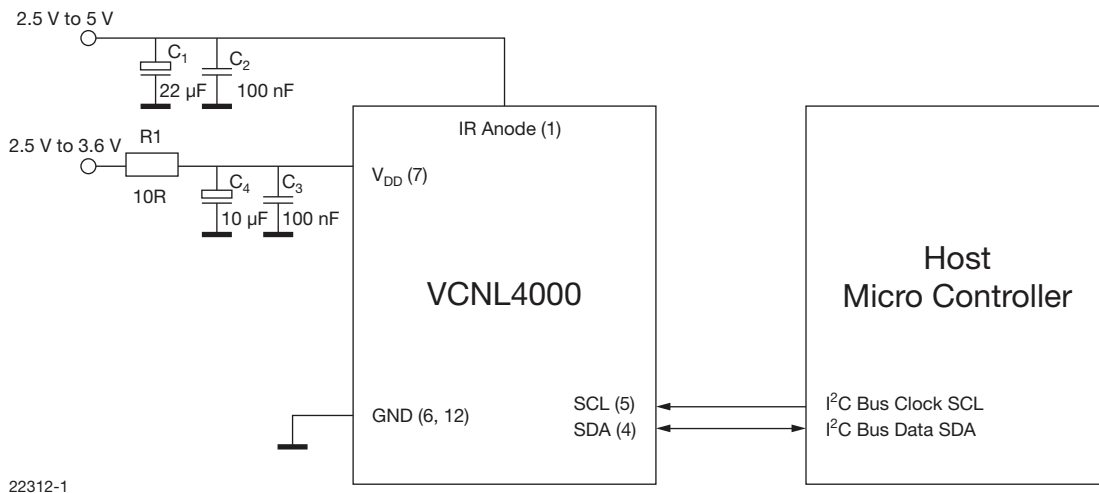 2.5 V to 5 V
C1
C2
22 µF
100 nF
IR Anode (1)
R1
2.5 V to 3.6 V
10R
C4
C3
10 µF
100 nF
VDD (7)
VCNL4000
Host
Micro Controller
GND (6, 12)
SCL (5)
I2C Bus Clock SCL
SDA (4)
I2C Bus Data SDA
22312-1